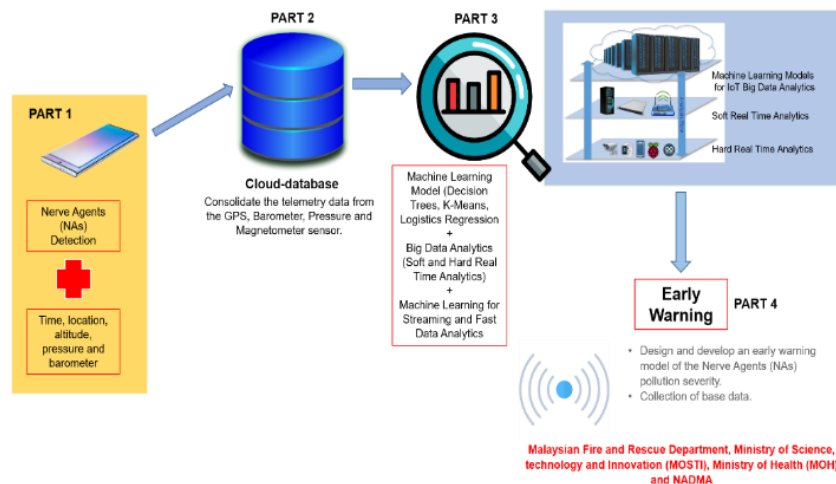 PART 1
Nerve Agents
(NAs)
Detection
Time, location,
altitude,
pressure and
barometer
PART 2
Cloud-database
Consolidate the telemetry data from
the GPS, Barometer, Pressure and
Magnetometer sensor.
PART 3
Machine Learning
Model (Decision
Trees, K-Means,
Logistics Regression
+
Big Data Analytics
(Soft and Hard Real
Time Analytics)
+
Machine Learning for
Streaming and Fast
Data Analytics
Machine Learning Models
for IoT Big Data Analytics
Soft Real Time Analytics
Hard Real Time Analytics
Early
Warning
PART 4
• Design and develop an early warning
model of the Nerve Agents (NAs)
pollution severity.
• Collection of base data.
Malaysian Fire and Rescue Department, Ministry of Science,
technology and Innovation (MOSTI), Ministry of Health (MOH)
and NADMA